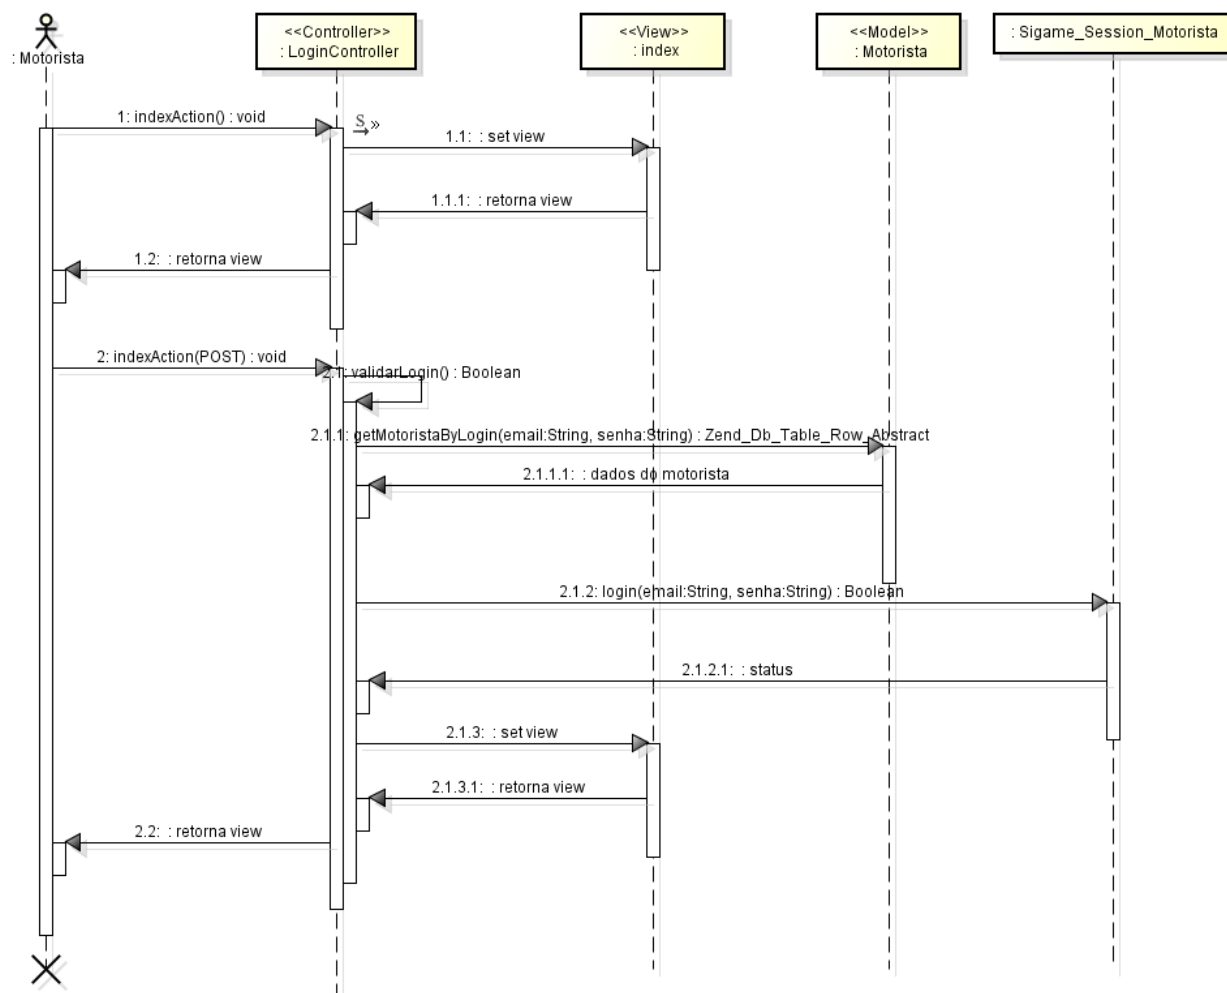 : Motorista
<<Controller>>
: LoginController
<<View>>
: index
<<Model>>
: Motorista
: Sigame_Session_Motorista
1: indexAction() : void
S »
1.1: : set view
1.1.1: : retorna view
1.2: : retorna view
2: indexAction(POST) : void
2.1: validarLogin() : Boolean
2.1.1: getMotoristaByLogin(email:String, senha:String) : Zend_Db_Table_Row_Abstract
2.1.1.1: : dados do motorista
2.1.2: login(email:String, senha:String) : Boolean
2.1.2.1: : status
2.1.3: : set view
2.1.3.1: : retorna view
2.2: : retorna view